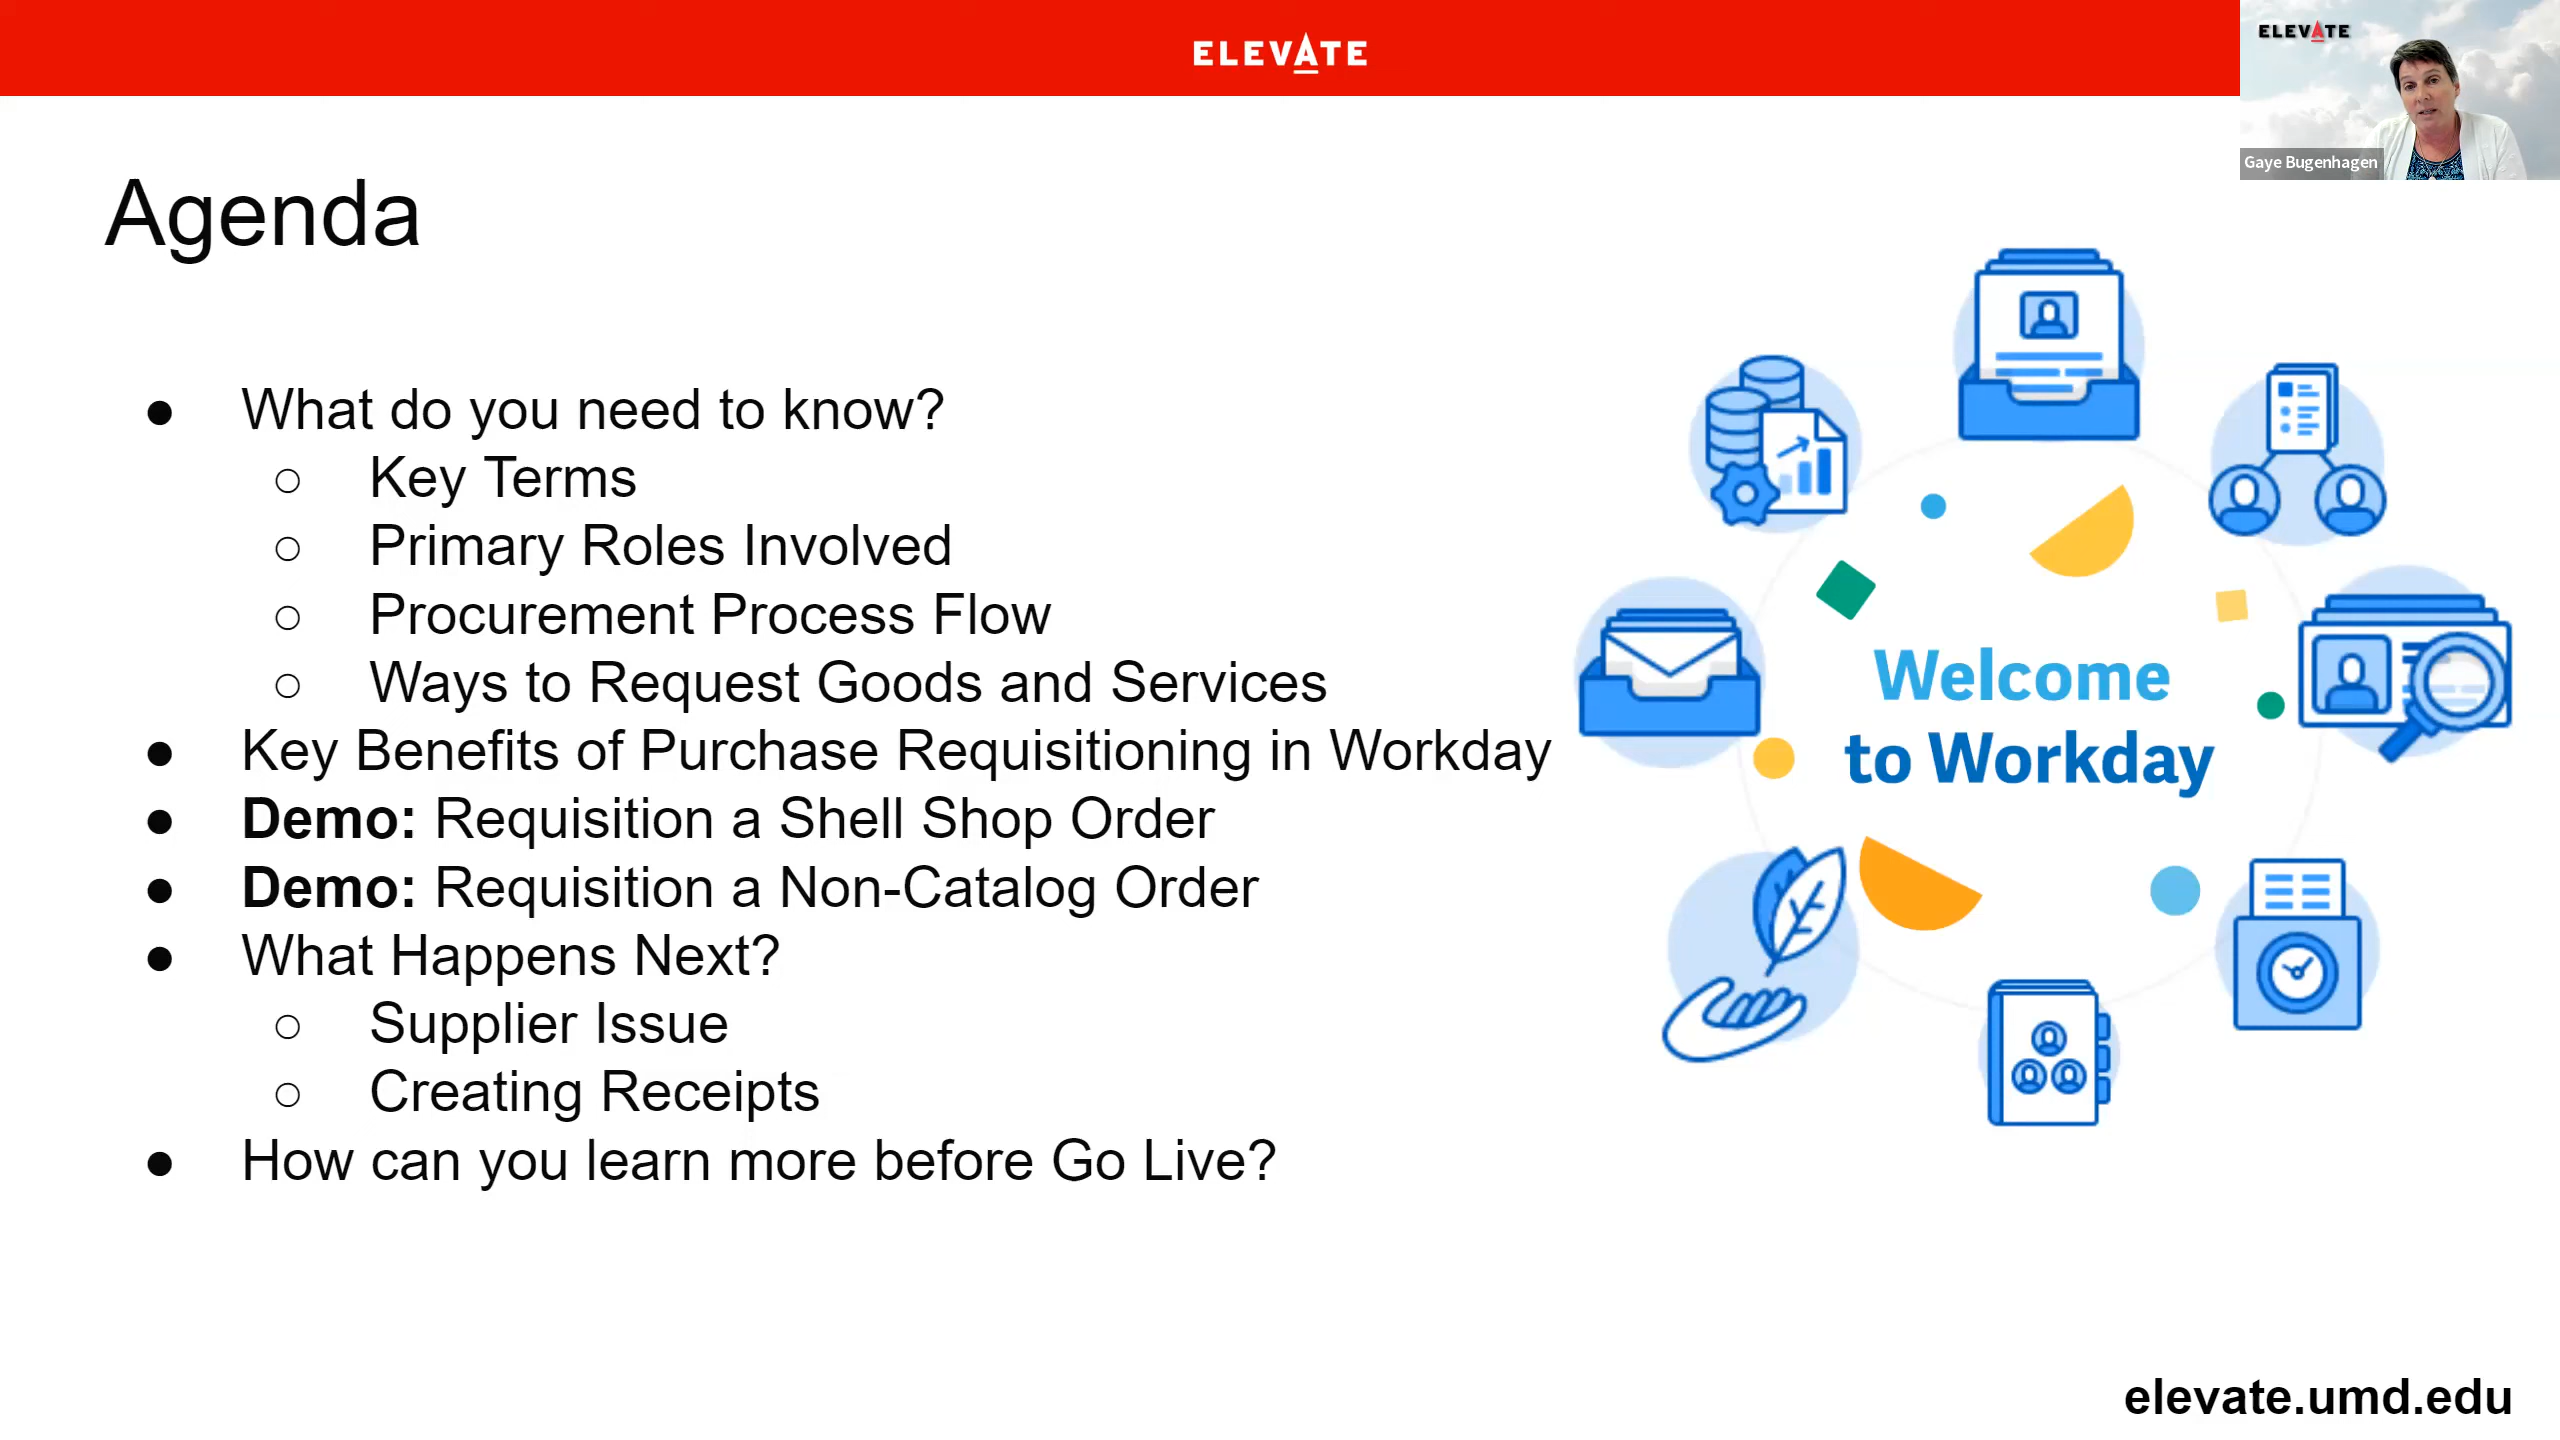 ELEVATE
ELEVATE
Gaye Bugenhagen
Agenda
● What do you need to know?
○ Key Terms
○ Primary Roles Involved
○ Procurement Process Flow
○ Ways to Request Goods and Services
● Key Benefits of Purchase Requisitioning in Workday
● Demo: Requisition a Shell Shop Order
● Demo: Requisition a Non-Catalog Order
● What Happens Next?
○ Supplier Issue
○ Creating Receipts
● How can you learn more before Go Live?
Welcome
to Workday
elevate.umd.edu